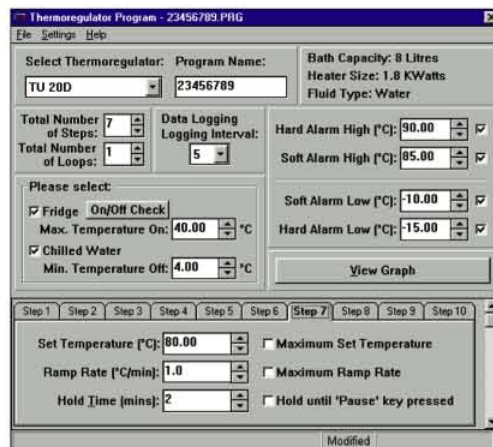 Thermoregulator Program - 23456789.PRG
File Settings Help
Select Thermoregulator: Program Name:
TU 20D 23456789
Bath Capacity: 8 Litres
Heater Size: 1.8 KWatts
Fluid Type: Water
Total Number of Steps: 7
Total Number of Loops: 1
Data Logging
Logging Interval:
5
Hard Alarm High (°C): 90.00
Soft Alarm High (°C): 85.00
Soft Alarm Low (°C): -10.00
Hard Alarm Low (°C): -15.00
Please select:
Fridge On/Off Check
Max. Temperature On: 40.00 °C
Chilled Water
Min. Temperature Off: 4.00 °C
View Graph
Step 1 Step 2 Step 3 Step 4 Step 5 Step 6 Step 7 Step 8 Step 9 Step 10
Set Temperature (°C): 80.00 Maximum Set Temperature
Ramp Rate (°C/min): 1.0 Maximum Ramp Rate
Hold Time (mins): 2 Hold until 'Pause' key pressed
Modified